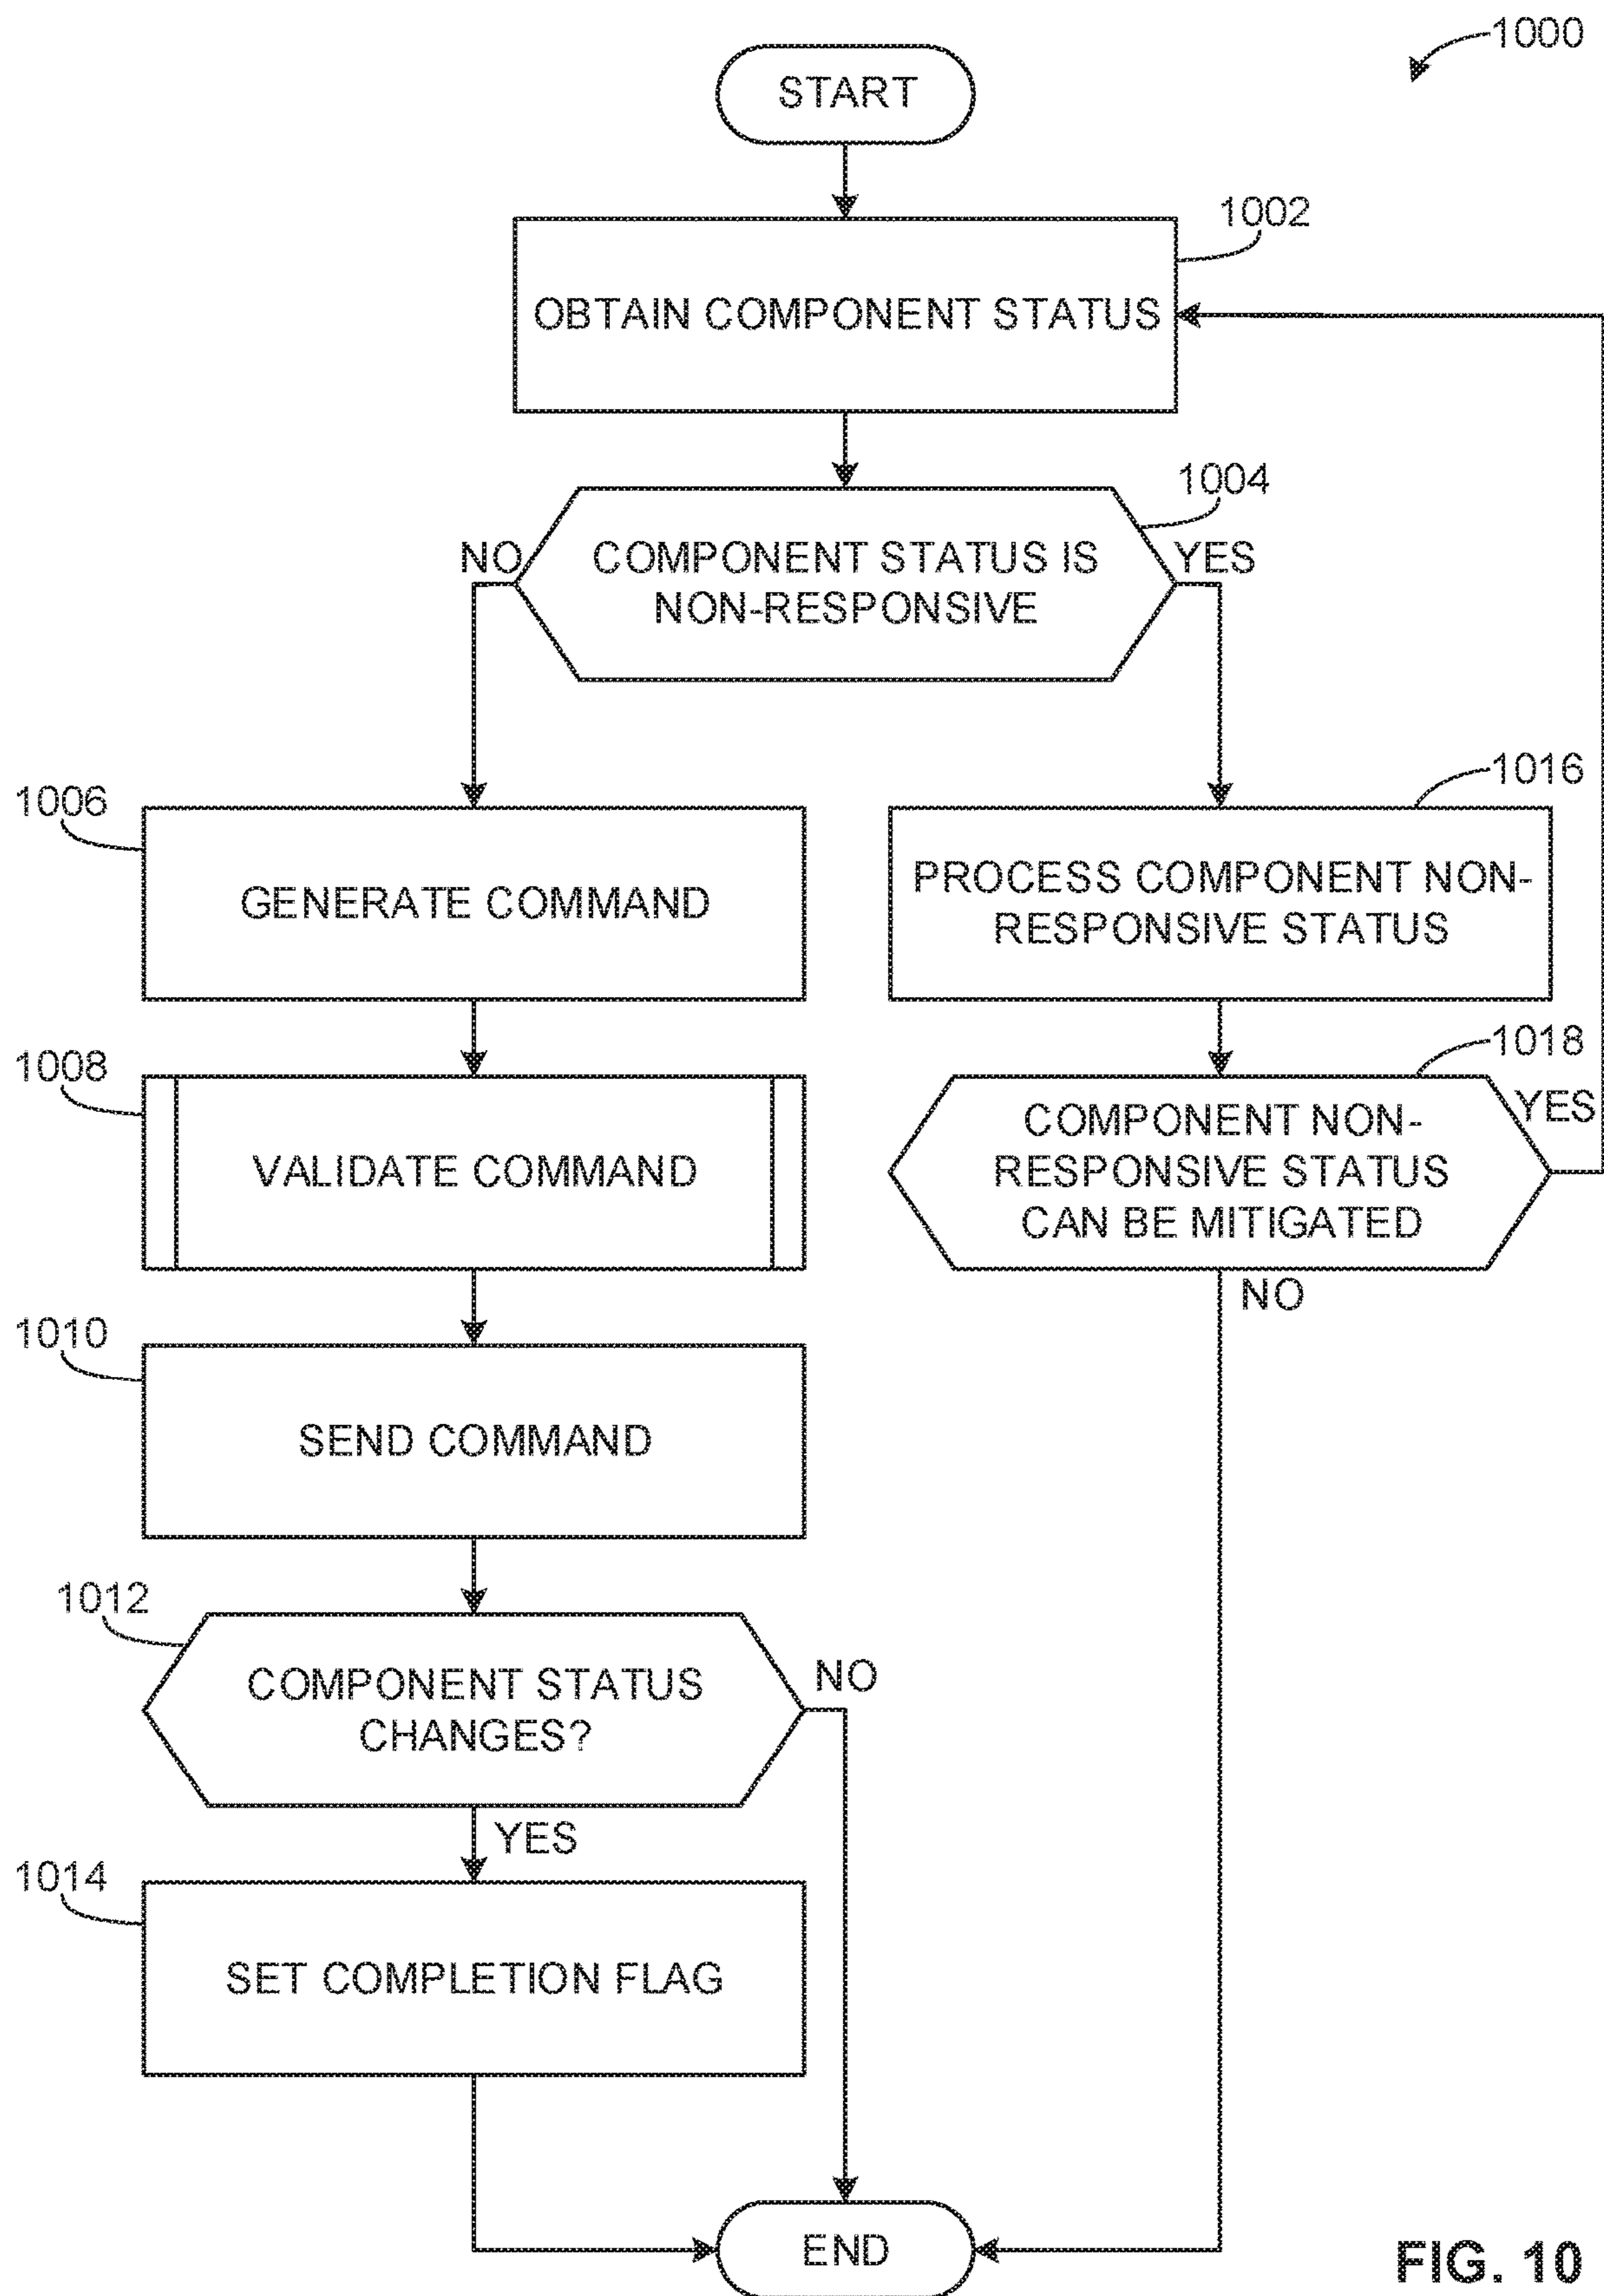 1000
START
1002
OBTAIN COMPONENT STATUS
1004
NO
COMPONENT STATUS IS
NON-RESPONSIVE
YES
1006
GENERATE COMMAND
1016
PROCESS COMPONENT NON-
RESPONSIVE STATUS
1008
VALIDATE COMMAND
1018
COMPONENT NON-
RESPONSIVE STATUS
CAN BE MITIGATED
YES
NO
1010
SEND COMMAND
1012
COMPONENT STATUS
CHANGES?
NO
YES
1014
SET COMPLETION FLAG
END
FIG. 10